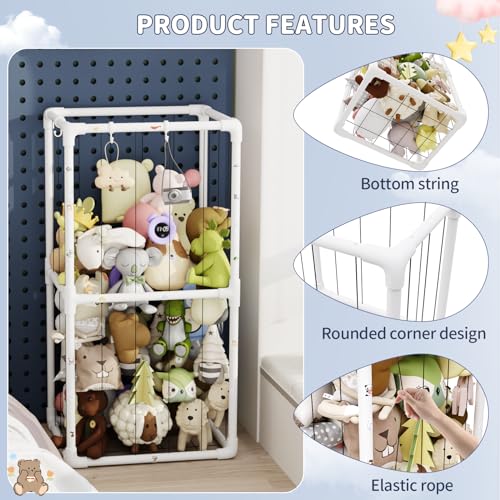 PRODUCT FEATURES
Bottom string
Rounded corner design
Elastic rope